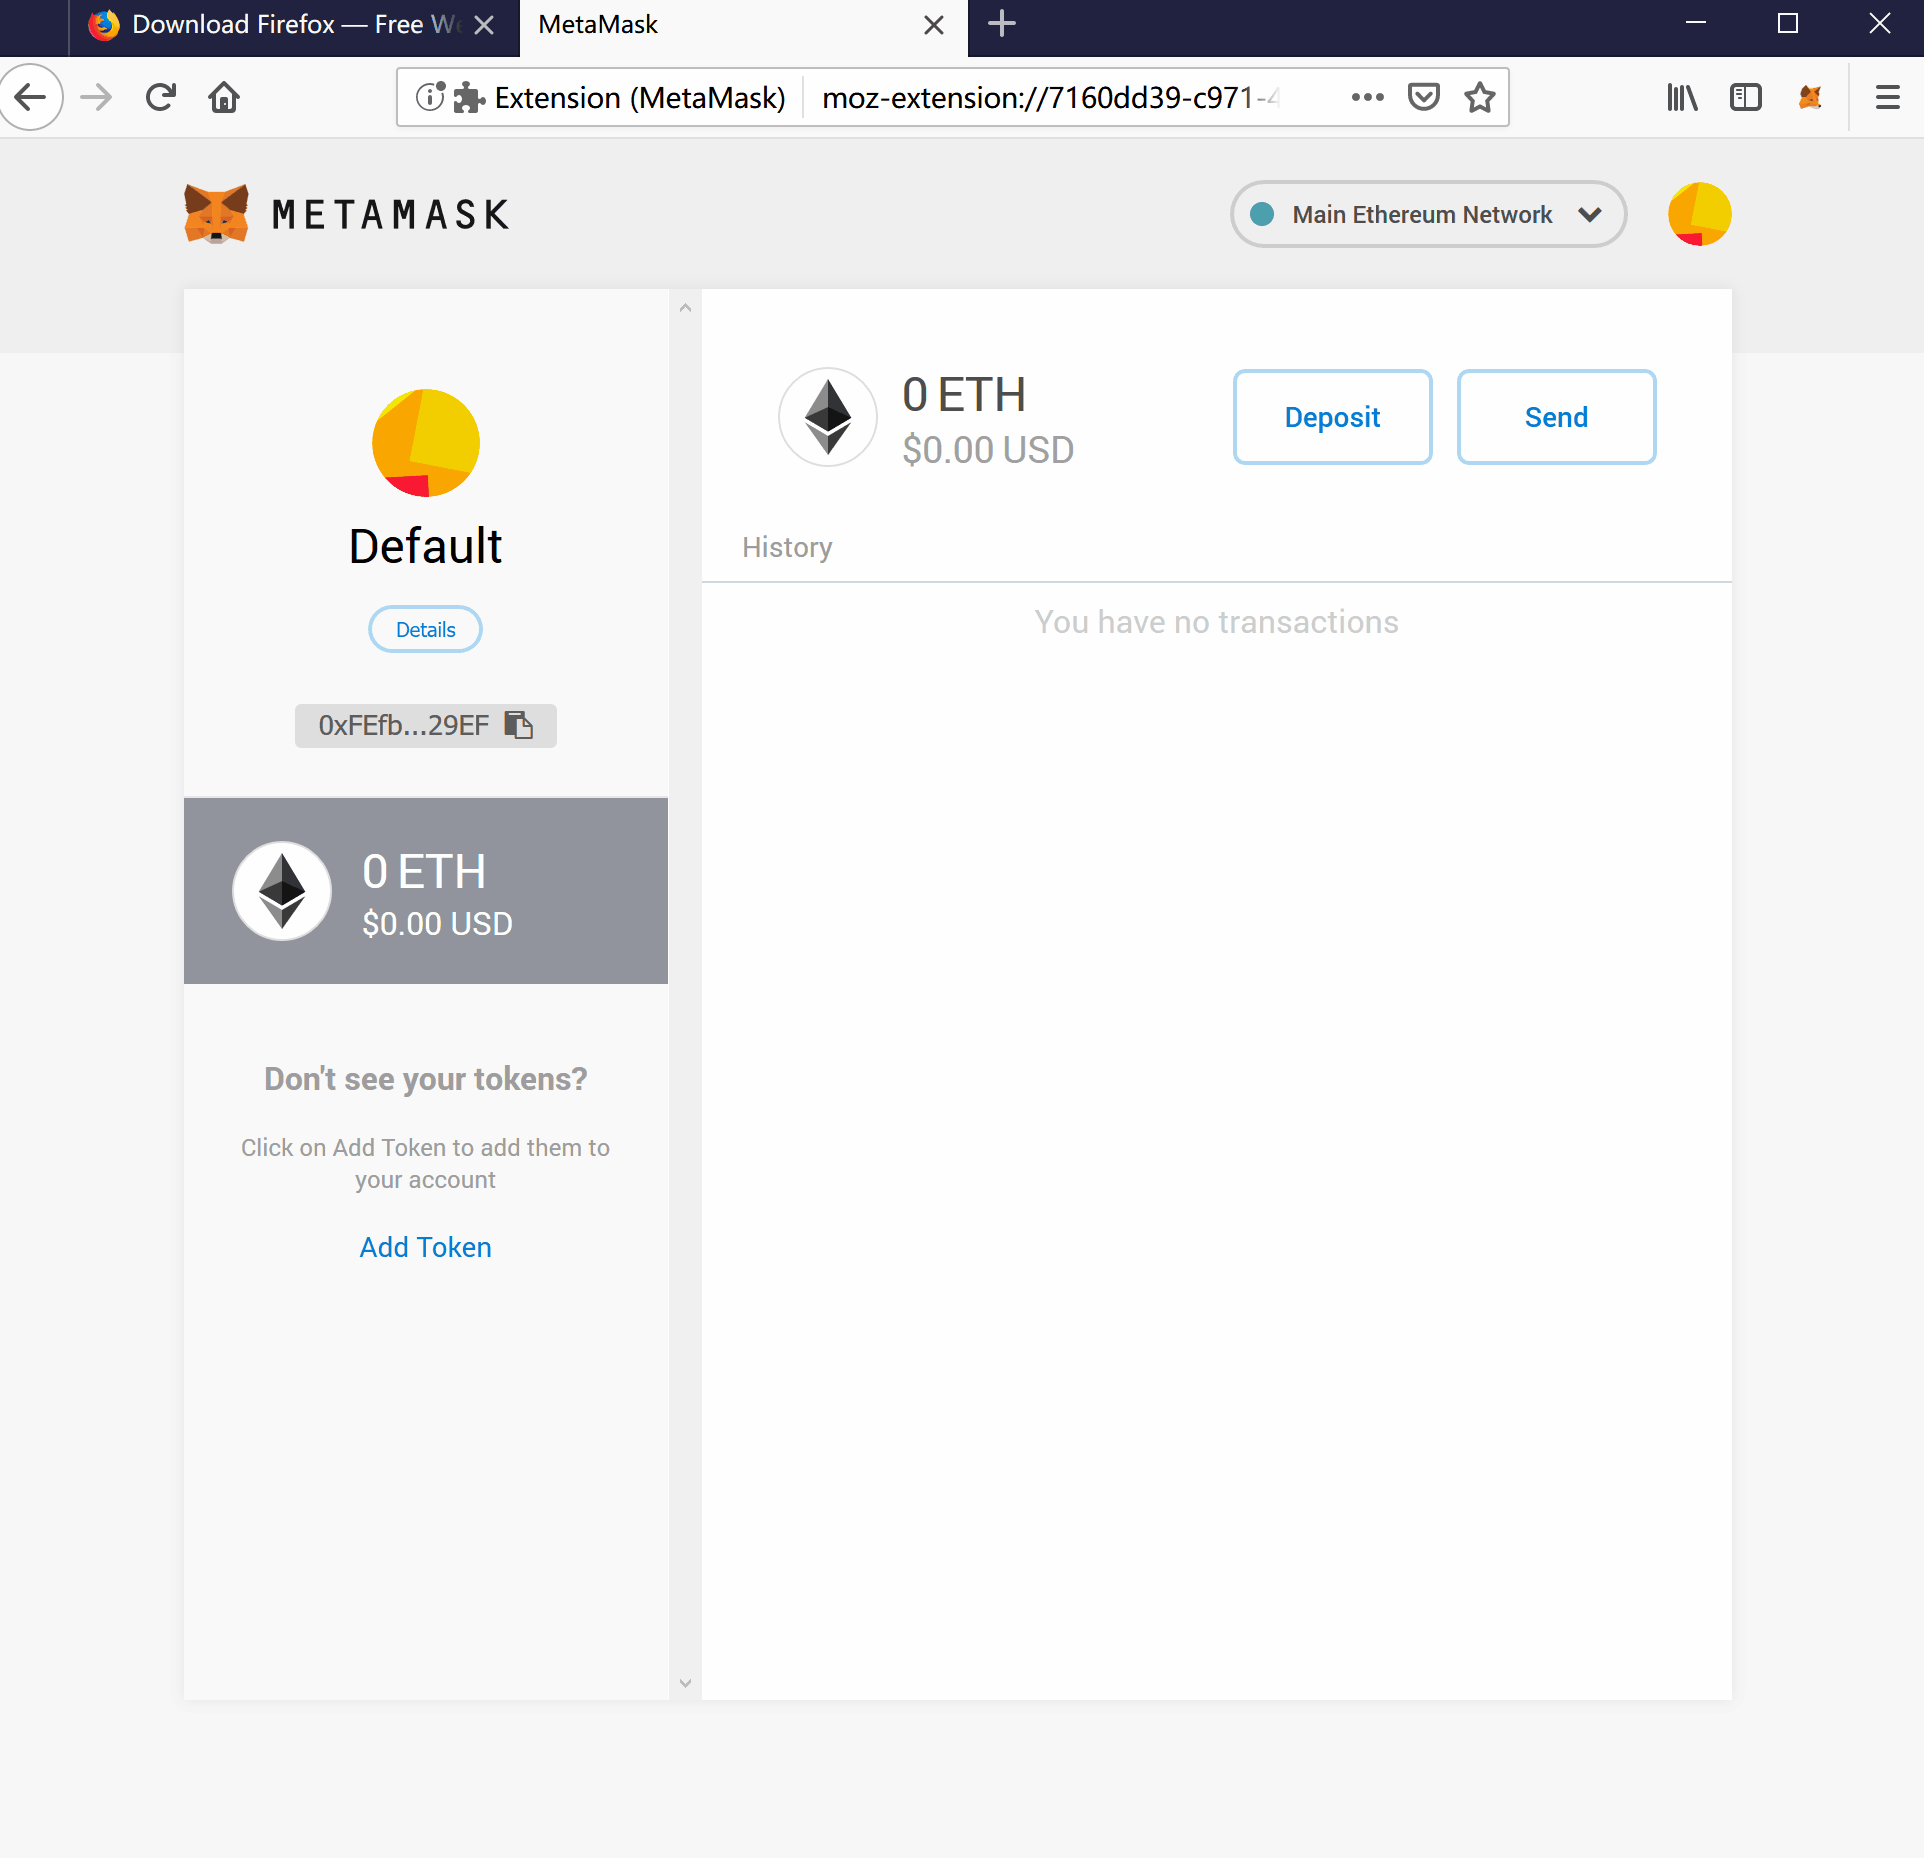 Download Firefox — Free We
MetaMask
Extension (MetaMask)
moz-extension://7160dd39-c971-4
METAMASK
Main Ethereum Network
Default
Details
0xFEfb...29EF
0 ETH
$0.00 USD
Don't see your tokens?
Click on Add Token to add them to
your account
Add Token
0 ETH
$0.00 USD
Deposit
Send
History
You have no transactions